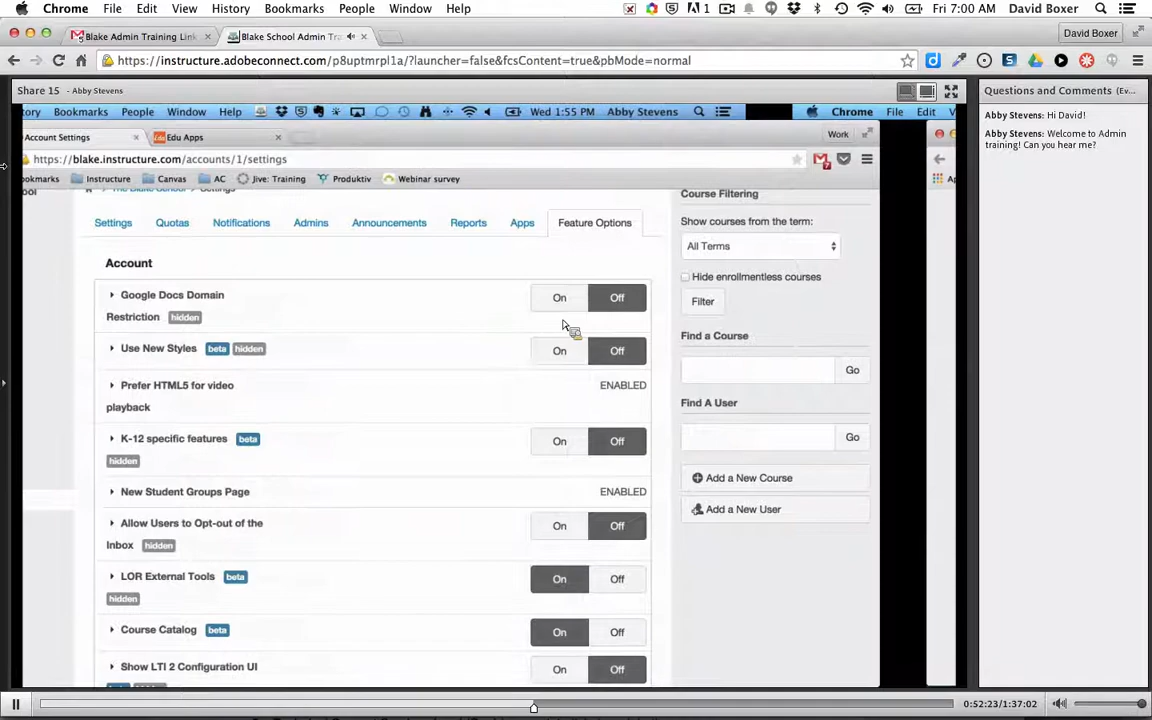 Chrome File Edit View History Bookmarks People Window Help 1 Fri 7:00 AM David Boxer
Blake Admin Training Link × Blake School Admin Tra × David Boxer
https://instructure.adobeconnect.com/p8uptmrpl1a/?launcher=false&fcsContent=true&pbMode=normal
Share 15 - Abby Stevens
Questions and Comments (Ev...
Abby Stevens: Hi David!
Abby Stevens: Welcome to Admin
training! Can you hear me?
tory Bookmarks People Window Help Wed 1:55 PM Abby Stevens Chrome File Edit
Account Settings × Edu Apps × Work
https://blake.instructure.com/accounts/1/settings
okmarks Instructure Canvas AC Jive: Training Produktiv Webinar survey
The Blake School Settings
Settings Quotas Notifications Admins Announcements Reports Apps Feature Options
Account
Google Docs Domain On Off
Restriction hidden
Use New Styles beta hidden On Off
Prefer HTML5 for video ENABLED
playback
K-12 specific features beta On Off
hidden
New Student Groups Page ENABLED
Allow Users to Opt-out of the On Off
Inbox hidden
LOR External Tools beta On Off
hidden
Course Catalog beta On Off
Show LTI 2 Configuration UI On Off
Course Filtering
Show courses from the term:
All Terms
Hide enrollmentless courses
Filter
Find a Course
Go
Find A User
Go
Add a New Course
Add a New User
0:52:23/1:37:02